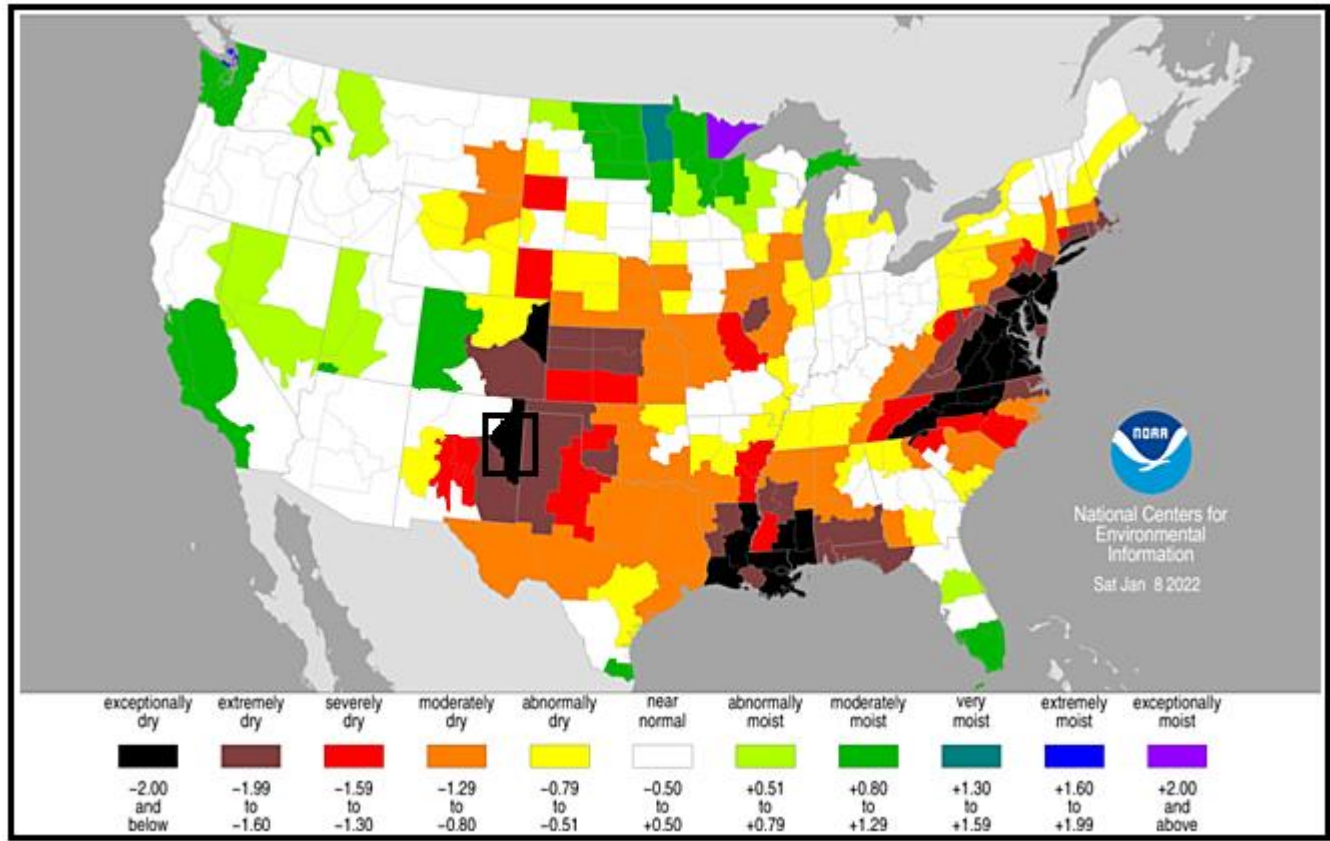 NOAA
National Centers for
Environmental
Information
Sat Jan 8 2022
exceptionally extremely severely moderately abnormally near abnormally moderately very extremely exceptionally
dry dry dry dry dry normal moist moist moist moist moist
−2.00 −1.99 −1.59 −1.29 −0.79 −0.50 +0.51 +0.80 +1.30 +1.60 +2.00
and to to to to to to to to to and
below −1.60 −1.30 −0.80 −0.51 +0.50 +0.79 +1.29 +1.59 +1.99 above